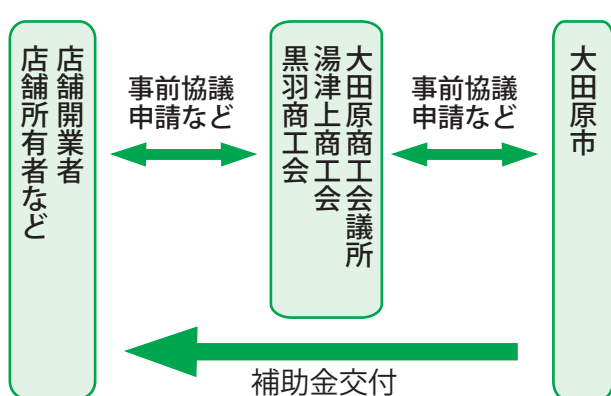 店舗開業者
店舗所有者など
事前協議
申請など
大田原商工会議所
湯津上商工会
黒羽商工会
事前協議
申請など
大田原市
補助金交付